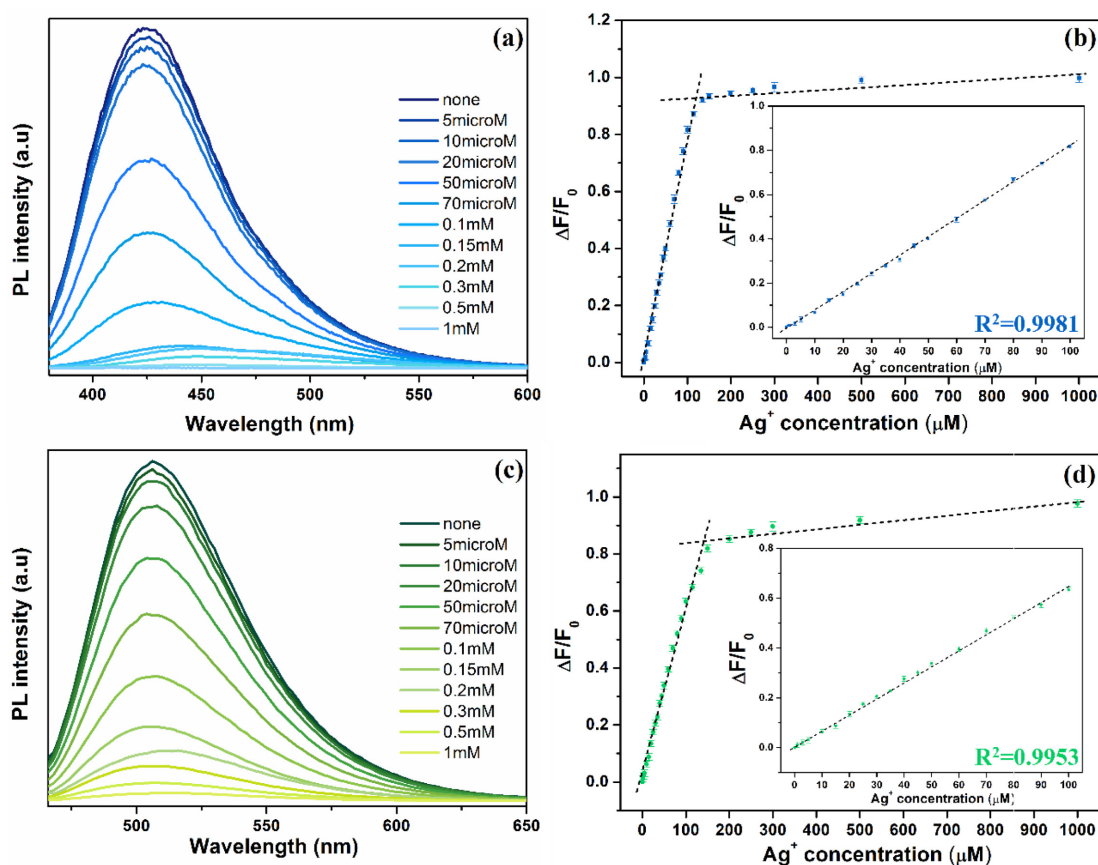 (a)
PL intensity (a.u)
none
5microM
10microM
20microM
50microM
70microM
0.1mM
0.15mM
0.2mM
0.3mM
0.5mM
1mM
400 450 500 550 600
Wavelength (nm)
(b)
ΔF/F0
1.2
1.0
0.8
0.6
0.4
0.2
0.0
0 100 200 300 400 500 600 700 800 900 1000
Ag+ concentration (μM)
ΔF/F0
1.0
0.8
0.6
0.4
0.2
0.0
R2=0.9981
0 10 20 30 40 50 60 70 80 90 100
Ag+ concentration (μM)
(c)
PL intensity (a.u)
none
5microM
10microM
20microM
50microM
70microM
0.1mM
0.15mM
0.2mM
0.3mM
0.5mM
1mM
500 550 600 650
Wavelength (nm)
(d)
ΔF/F0
1.0
0.8
0.6
0.4
0.2
0.0
0 100 200 300 400 500 600 700 800 900 1000
Ag+ concentration (μM)
ΔF/F0
0.8
0.6
0.4
0.2
0.0
R2=0.9953
0 10 20 30 40 50 60 70 80 90 100
Ag+ concentration (μM)